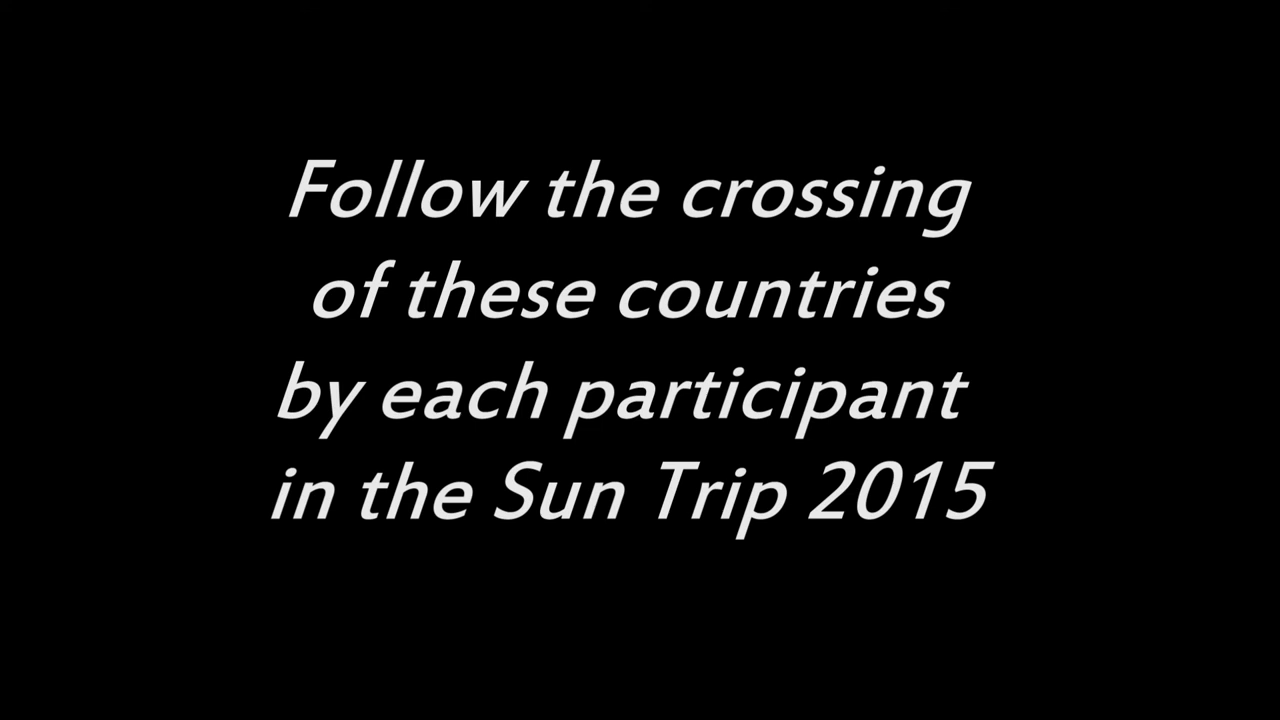 Follow the crossing
of these countries
by each participant
in the Sun Trip 2015